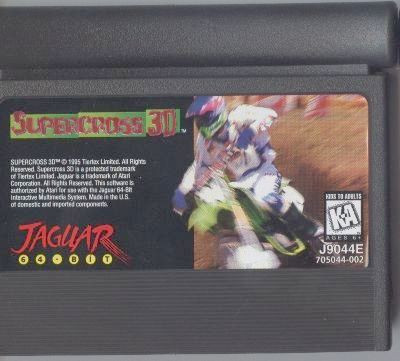 SUPERCROSS 3D™
SUPERCROSS 3D™ © 1995 Tiertex Limited. All Rights
Reserved. Supercross 3D is a protected trademark
of Tiertex Limited. Jaguar is a trademark of Atari
Corporation. All Rights Reserved. This software is
authorized by Atari for use with the Jaguar 64-Bit
Interactive Multimedia System. Made in the U.S.
of domestic and imported components.
JAGUAR
64-BIT
KIDS TO ADULTS
K-A
AGES 6+
J9044E
705044-002